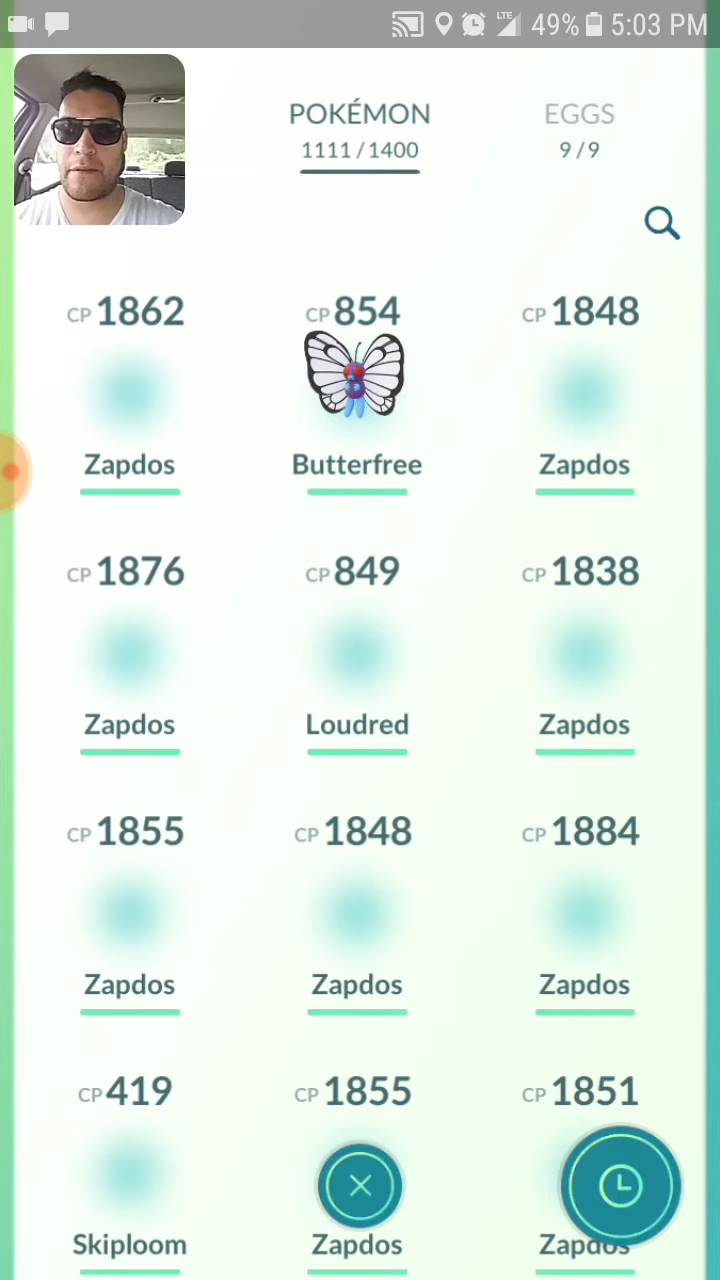 LTE 49% 5:03 PM
POKÉMON EGGS
1111 / 1400 9 / 9
CP 1862 CP 854 CP 1848
Zapdos Butterfree Zapdos
CP 1876 CP 849 CP 1838
Zapdos Loudred Zapdos
CP 1855 CP 1848 CP 1884
Zapdos Zapdos Zapdos
CP 419 CP 1855 CP 1851
Skiploom Zapdos Zapdos